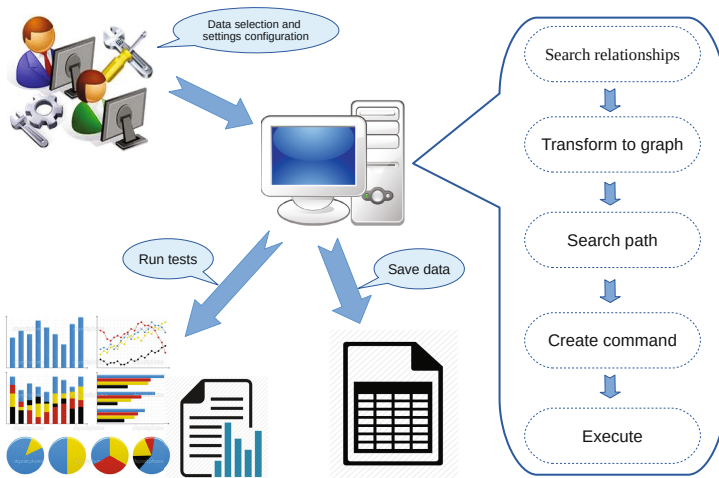 Data selection and
settings configuration
Search relationships
Transform to graph
Search path
Create command
Execute
Run tests
Save data